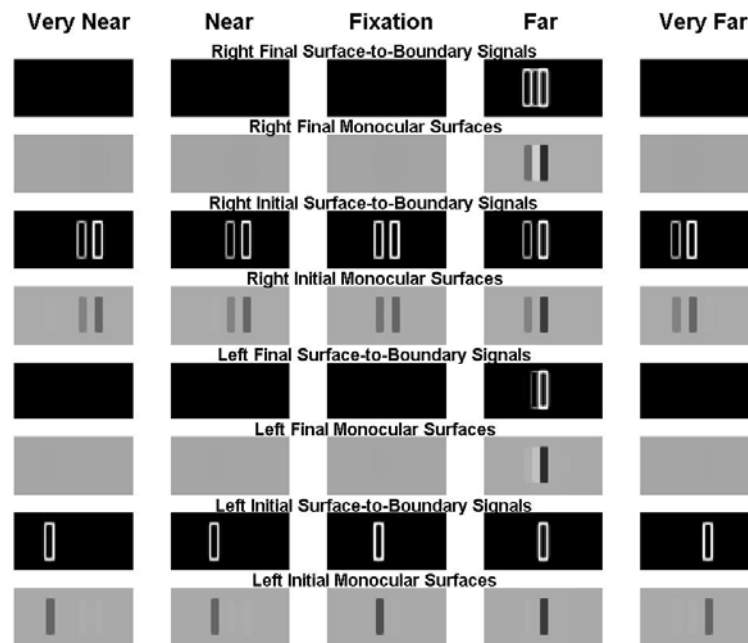 Very Near Near Fixation Far Very Far
Right Final Surface-to-Boundary Signals
Right Final Monocular Surfaces
Right Initial Surface-to-Boundary Signals
Right Initial Monocular Surfaces
Left Final Surface-to-Boundary Signals
Left Final Monocular Surfaces
Left Initial Surface-to-Boundary Signals
Left Initial Monocular Surfaces